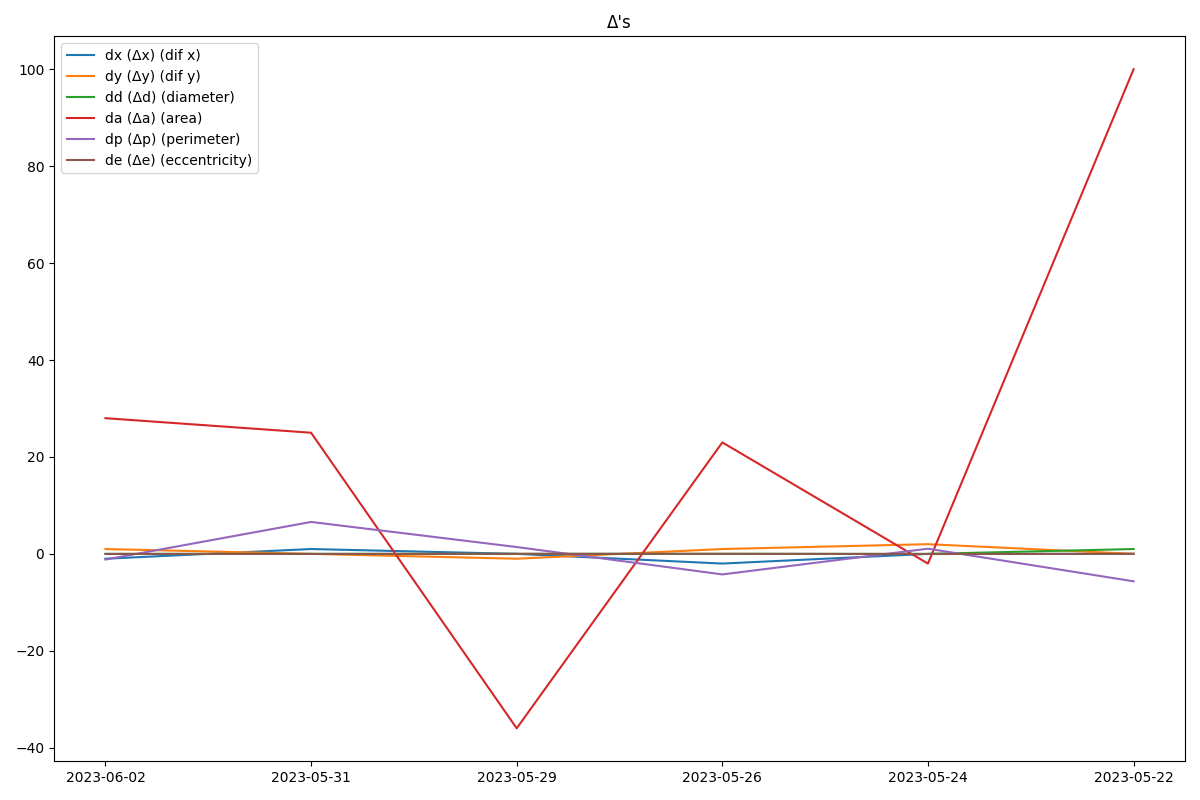 Δ's
dx (Δx) (dif x)
dy (Δy) (dif y)
dd (Δd) (diameter)
da (Δa) (area)
dp (Δp) (perimeter)
de (Δe) (eccentricity)
100
80
60
40
20
0
−20
−40
2023-06-02 2023-05-31 2023-05-29 2023-05-26 2023-05-24 2023-05-22